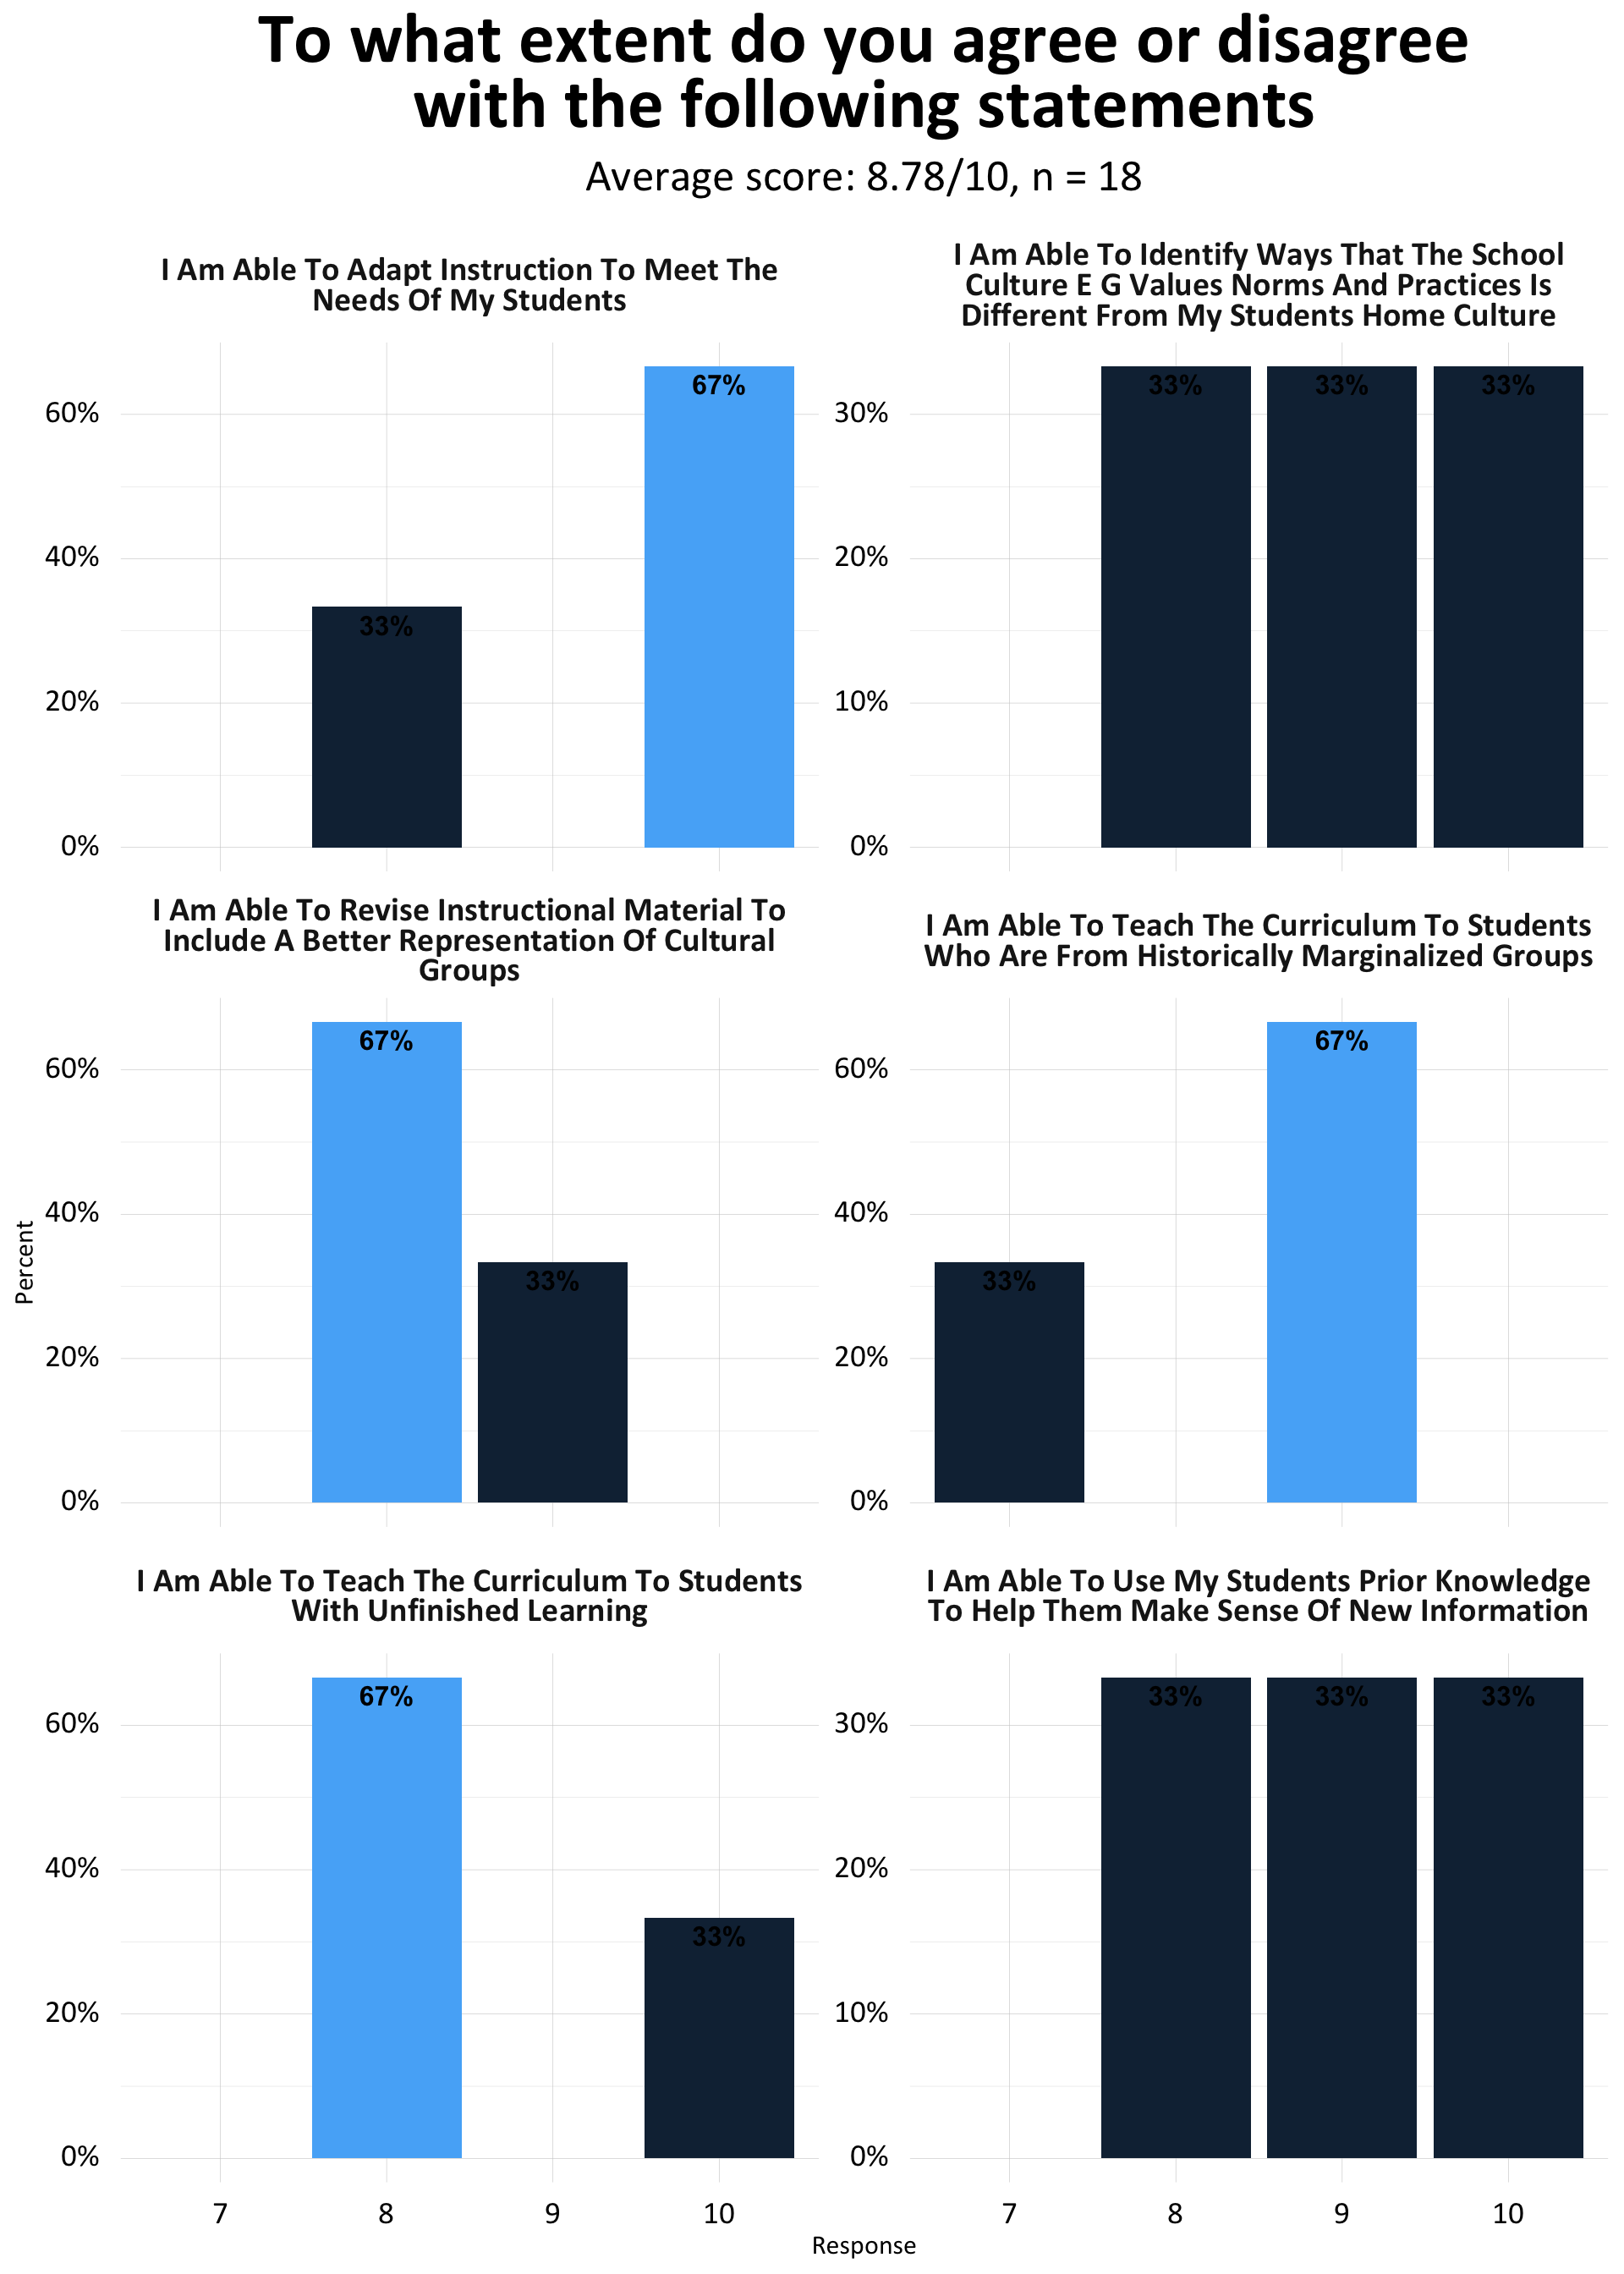 To what extent do you agree or disagree
with the following statements
Average score: 8.78/10, n = 18
I Am Able To Adapt Instruction To Meet The
Needs Of My Students
67%
60%
40%
33%
20%
0%
I Am Able To Identify Ways That The School
Culture E G Values Norms And Practices Is
Different From My Students Home Culture
33% 33% 33%
30%
20%
10%
0%
I Am Able To Revise Instructional Material To
Include A Better Representation Of Cultural
Groups
67%
60%
40%
33%
20%
0%
I Am Able To Teach The Curriculum To Students
Who Are From Historically Marginalized Groups
67%
60%
40%
33%
20%
0%
Percent
I Am Able To Teach The Curriculum To Students
With Unfinished Learning
67%
60%
40%
33%
20%
0%
7 8 9 10
I Am Able To Use My Students Prior Knowledge
To Help Them Make Sense Of New Information
33% 33% 33%
30%
20%
10%
0%
7 8 9 10
Response